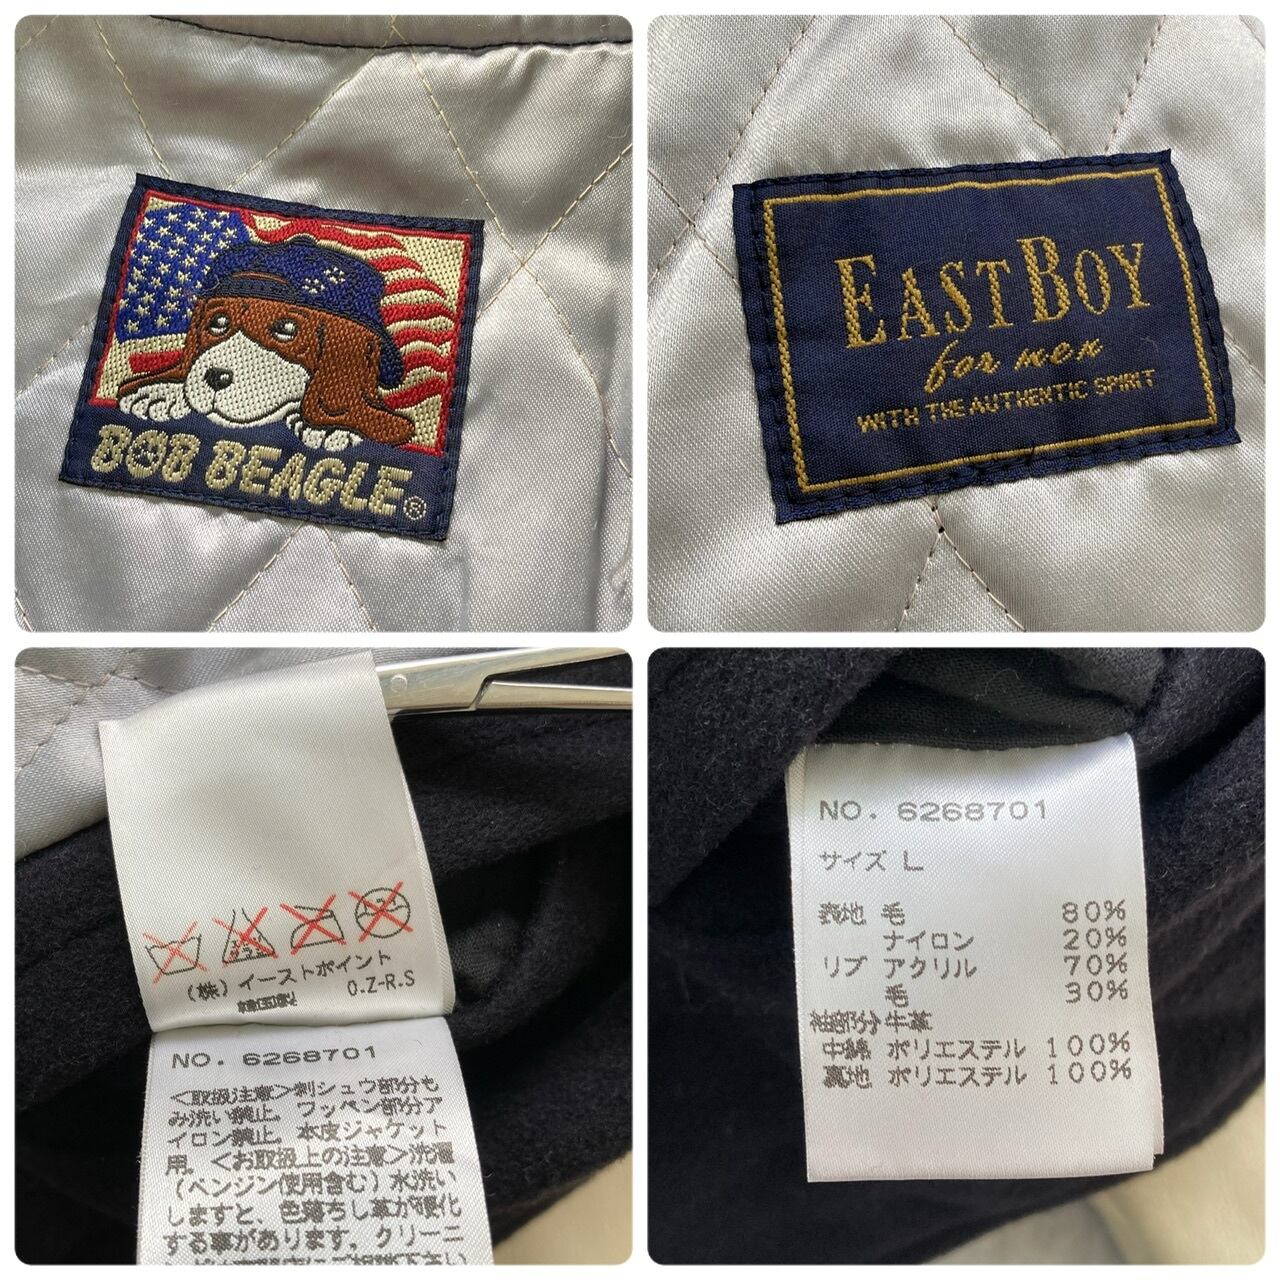 BOB BEAGLE®
EAST BOY
for men
WITH THE AUTHENTIC SPIRIT
(株)イーストポイント
韓国製 O.Z-R.S
NO. 6268701
<取扱注意>刺シュウ部分も
み洗い禁止。ワッペン部分ア
イロン禁止。本皮ジャケット
用。<お取扱上の注意>洗濯
(ベンジン使用含む)水洗い
しますと、色落ちし革が硬化
する事があります。クリーニ
NO. 6268701
サイズ L
表地 毛 80%
ナイロン 20%
リブ アクリル 70%
毛 30%
袖部分 牛革
中綿 ポリエステル 100%
裏地 ポリエステル 100%